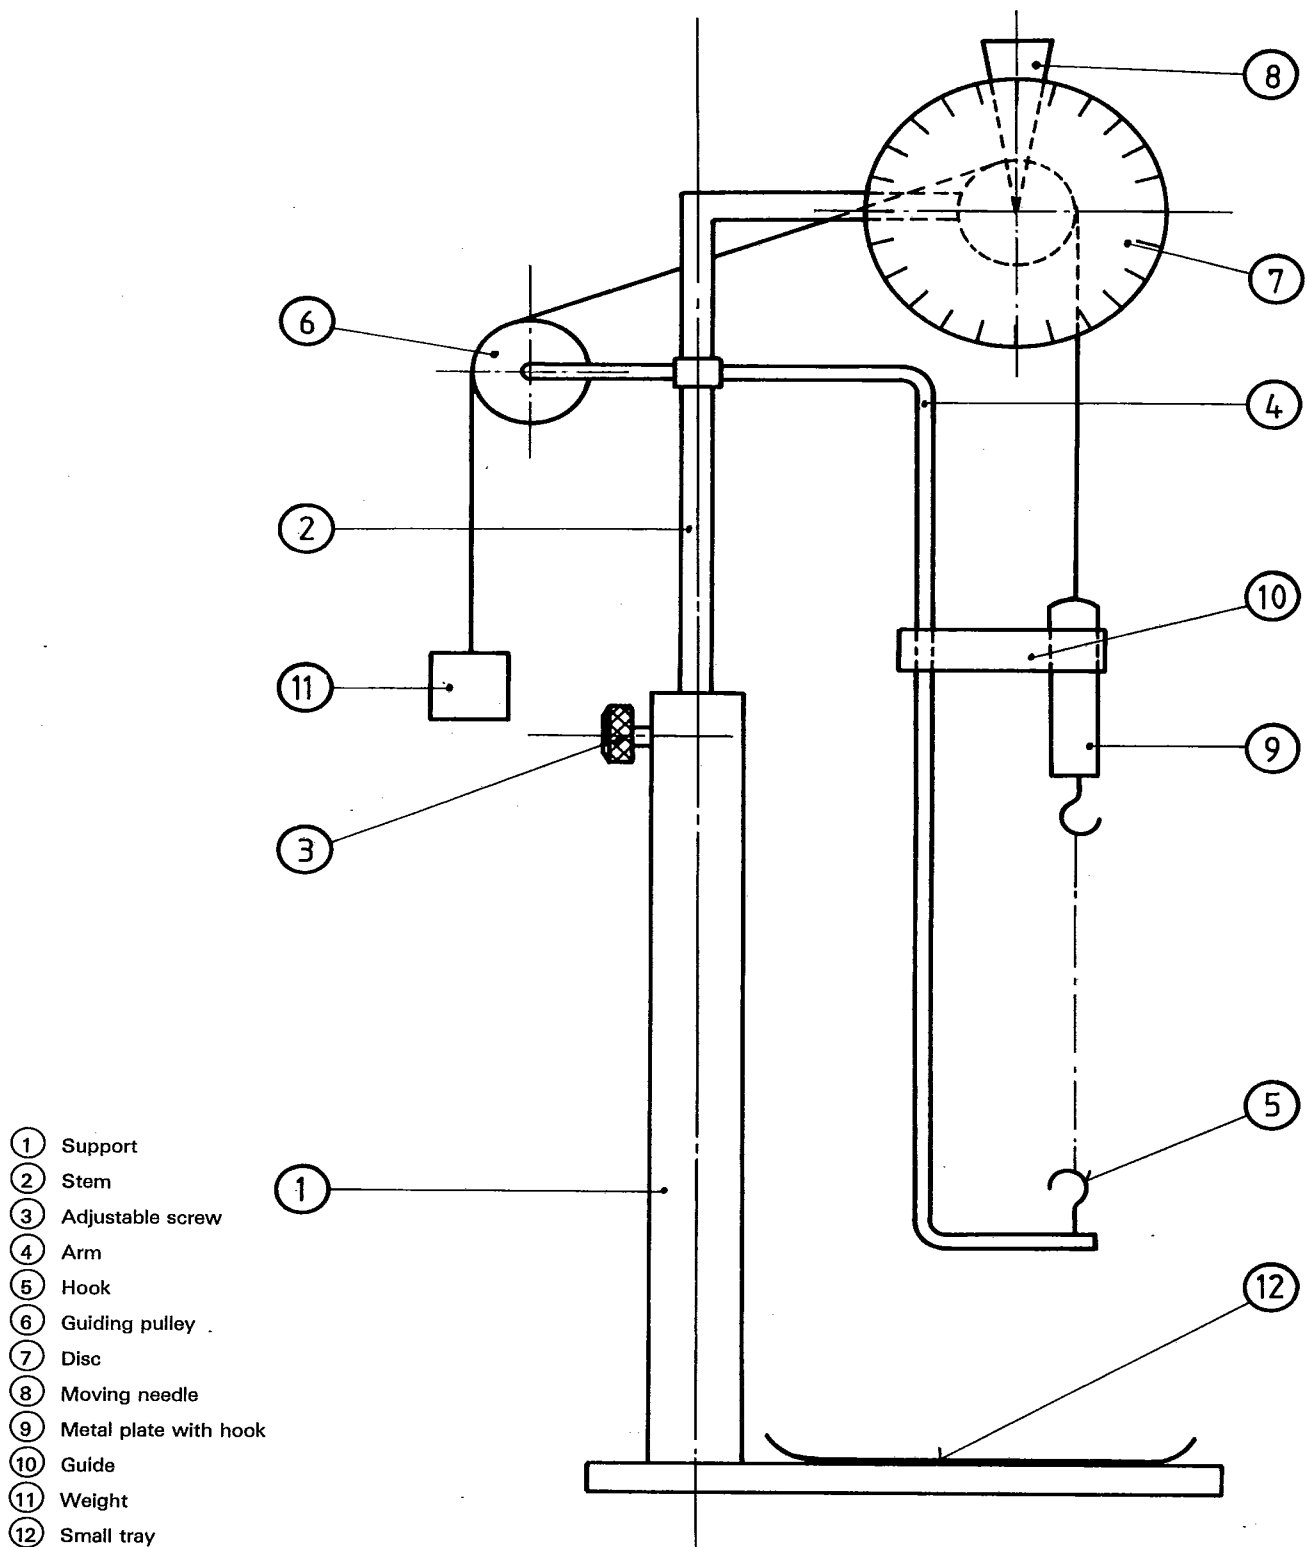 8
7
6
4
2
10
11
9
3
5
1
12
1 Support
2 Stem
3 Adjustable screw
4 Arm
5 Hook
6 Guiding pulley
7 Disc
8 Moving needle
9 Metal plate with hook
10 Guide
11 Weight
12 Small tray